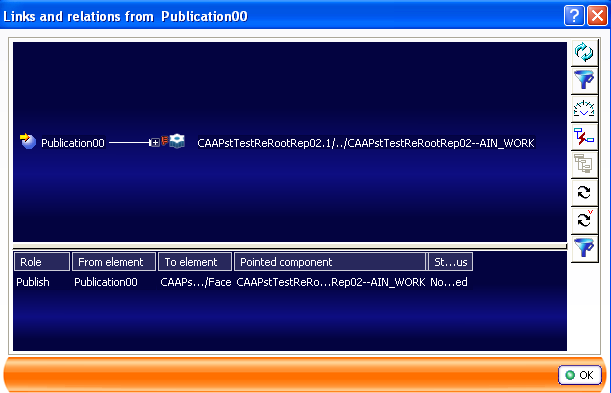 Links and relations from Publication00
Publication00 CAAPstTestReRootRep02.1/../CAAPstTestReRootRep02--AIN_WORK
Role From element To element Pointed component St...us
Publish Publication00 CAAPs.../Face CAAPstTestReRo...Rep02--AIN_WORK No...ed
OK